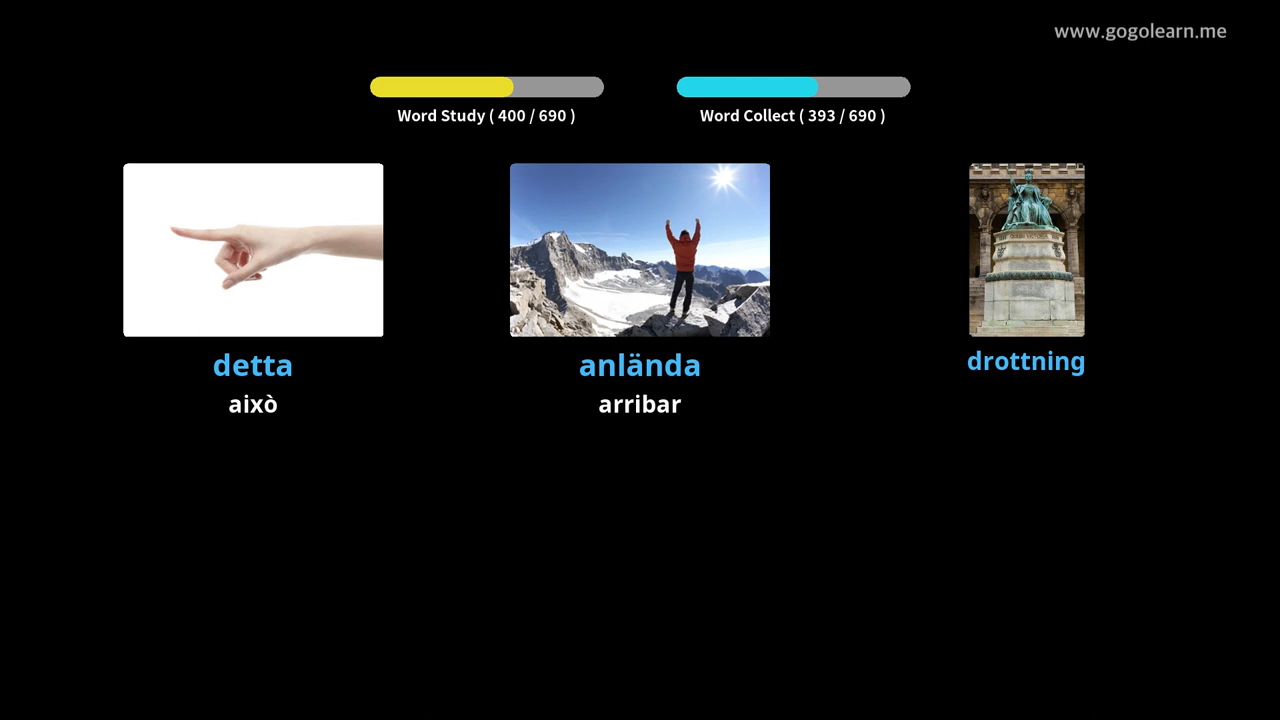 www.gogolearn.me
Word Study ( 400 / 690 )
Word Collect ( 393 / 690 )
detta
això
anlända
arribar
drottning